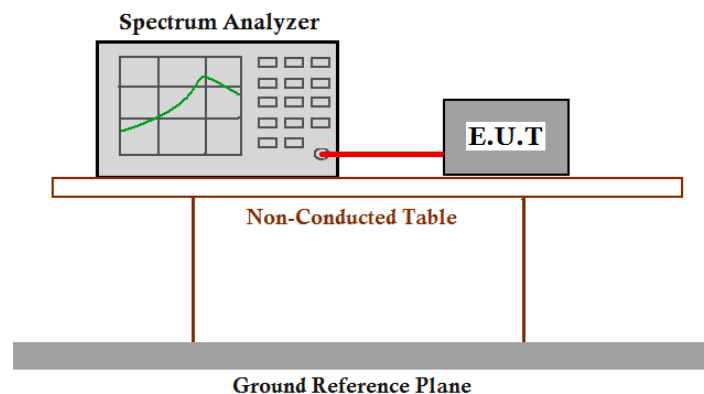 Spectrum Analyzer
E.U.T
Non-Conducted Table
Ground Reference Plane